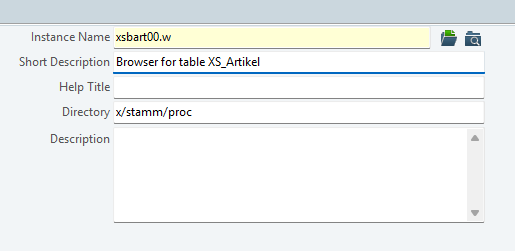 Instance Name xsbart00.w
Short Description Browser for table XS_Artikel
Help Title
Directory x/stamm/proc
Description